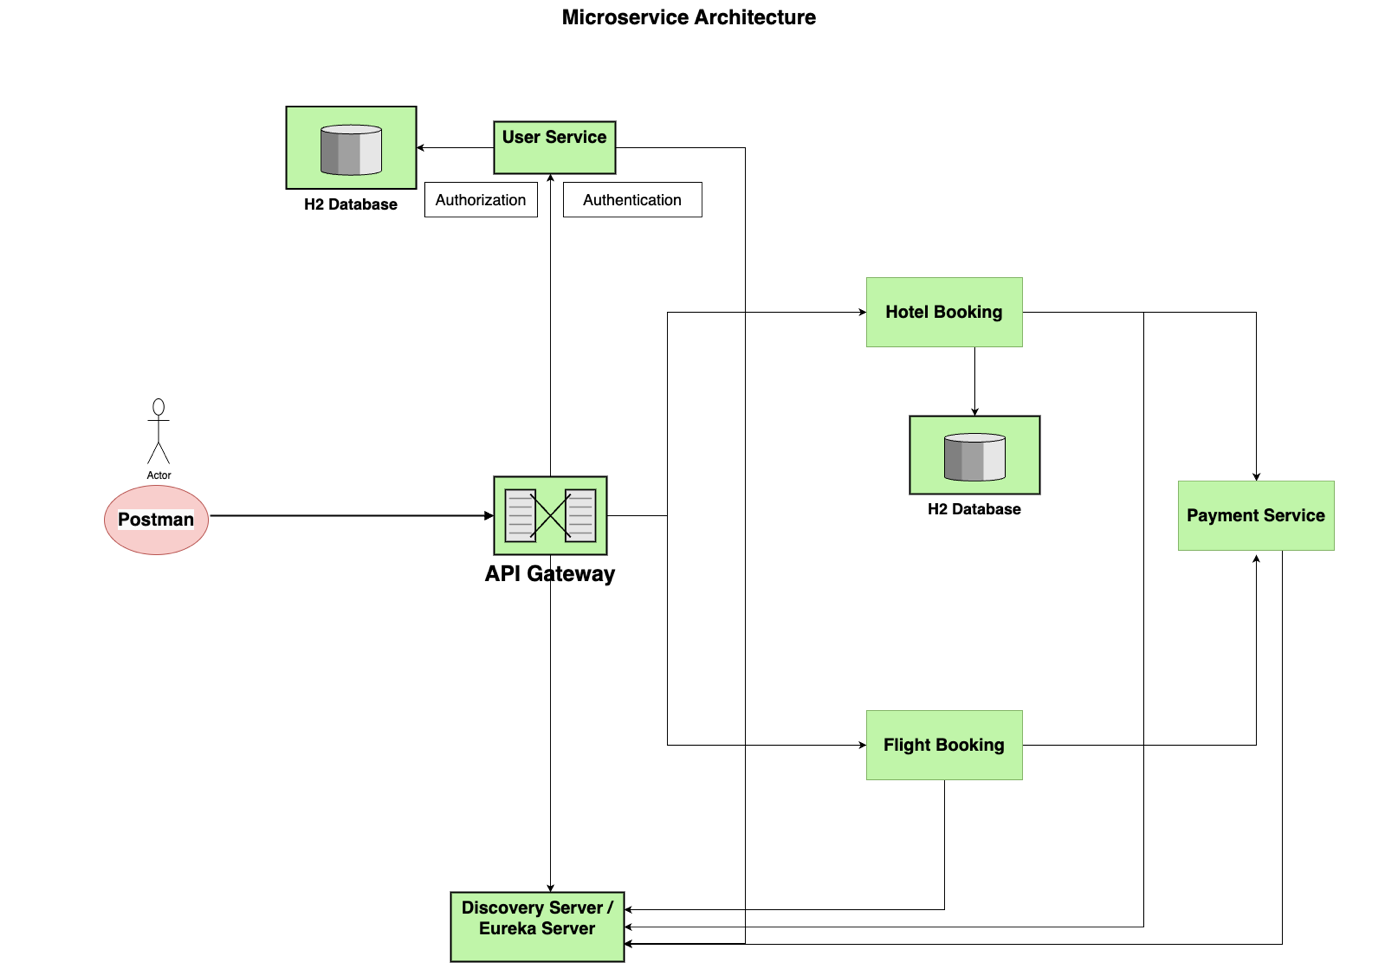 Microservice Architecture
User Service
H2 Database
Authorization
Authentication
Hotel Booking
Actor
Postman
H2 Database
Payment Service
API Gateway
Flight Booking
Discovery Server /
Eureka Server